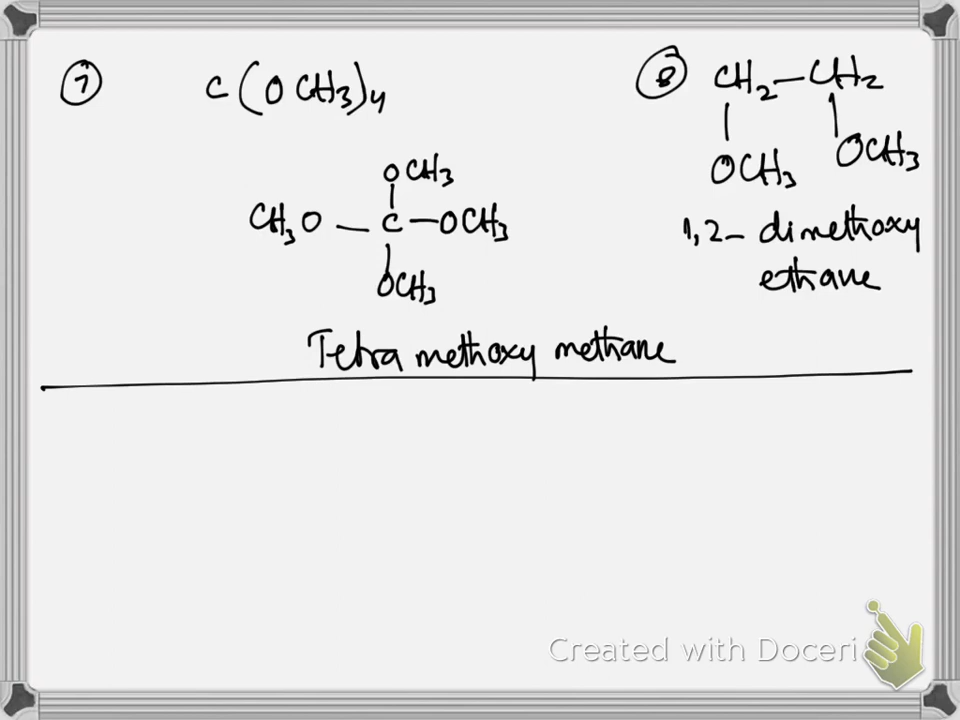 7 C(OCH3)4
OCH3
CH3O — C — OCH3
OCH3
Tetra methoxy methane
8 CH2 — CH2
OCH3 OCH3
1,2- dimethoxy
ethane
Created with Doceri